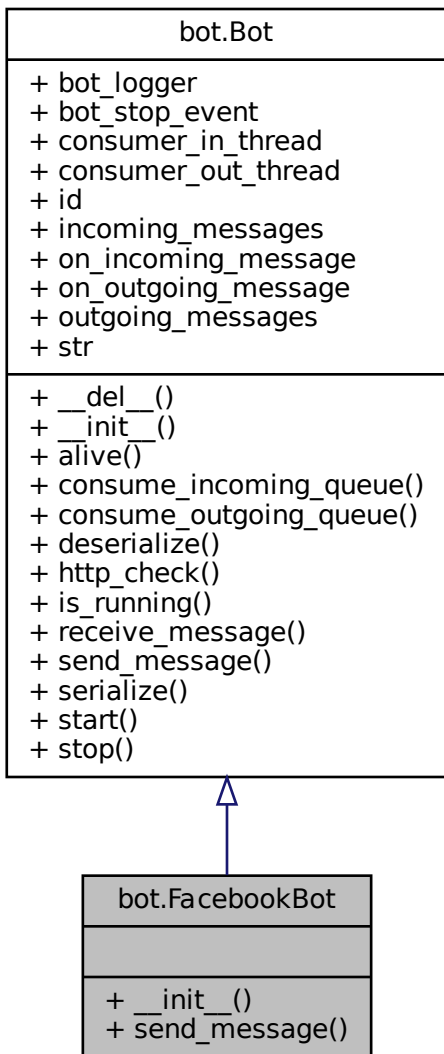 bot.Bot
+ bot_logger
+ bot_stop_event
+ consumer_in_thread
+ consumer_out_thread
+ id
+ incoming_messages
+ on_incoming_message
+ on_outgoing_message
+ outgoing_messages
+ str
+ __del__()
+ __init__()
+ alive()
+ consume_incoming_queue()
+ consume_outgoing_queue()
+ deserialize()
+ http_check()
+ is_running()
+ receive_message()
+ send_message()
+ serialize()
+ start()
+ stop()
bot.FacebookBot
+ __init__()
+ send_message()